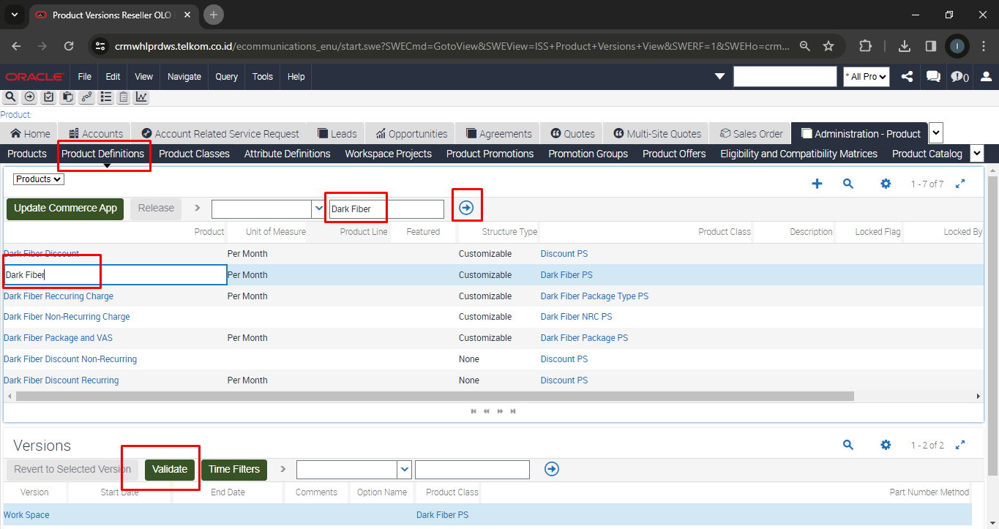 Product Versions: Reseller OLO
crmwhlprdws.telkom.co.id/ecommunications_enu/start.swe?SWECmd=GotoView&SWEView=ISS+Product+Versions+View&SWERF=1&SWEHo=crm... I
ORACLE File Edit View Navigate Query Tools Help * All Pro 0
Product:
Home Accounts Account Related Service Request Leads Opportunities Agreements Quotes Multi-Site Quotes Sales Order Administration - Product
Products Product Definitions Product Classes Attribute Definitions Workspace Projects Product Promotions Promotion Groups Product Offers Eligibility and Compatibility Matrices Product Catalog
Products 1 - 7 of 7
Update Commerce App Release Dark Fiber
Product Unit of Measure Product Line Featured Structure Type Product Class Description Locked Flag Locked By
Dark Fiber Discount Per Month Customizable Discount PS
Dark Fiber Per Month Customizable Dark Fiber PS
Dark Fiber Reccuring Charge Per Month Customizable Dark Fiber Package Type PS
Dark Fiber Non-Recurring Charge Customizable Dark Fiber NRC PS
Dark Fiber Package and VAS Per Month Customizable Dark Fiber Package PS
Dark Fiber Discount Non-Recurring None Discount PS
Dark Fiber Discount Recurring Per Month None Discount PS
Versions 1 - 2 of 2
Revert to Selected Version Validate Time Filters
Version Start Date End Date Comments Option Name Product Class Part Number Method
Work Space Dark Fiber PS